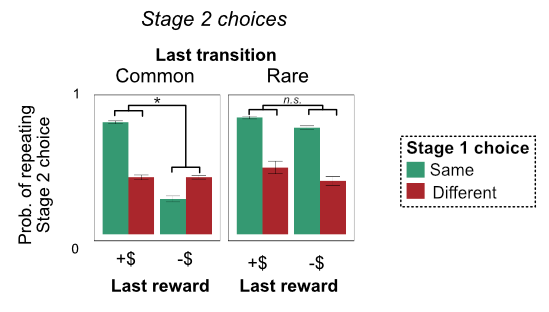 Stage 2 choices
Last transition
Common
Rare
1
*
n.s.
Prob. of repeating
Stage 2 choice
0
+$
-$
+$
-$
Last reward
Last reward
Stage 1 choice
Same
Different